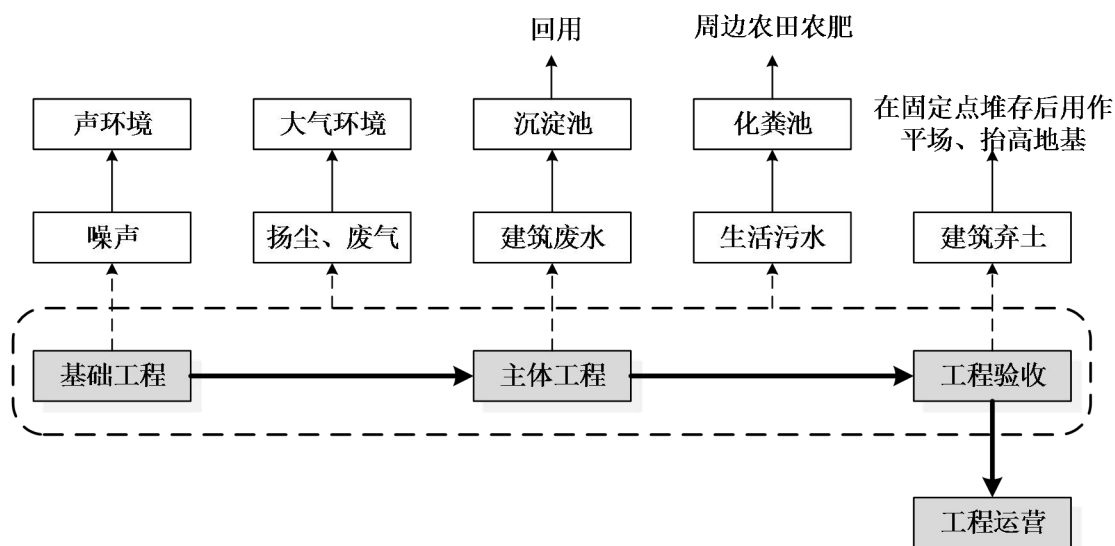 回用
周边农田农肥
声环境
大气环境
沉淀池
化粪池
在固定点堆存后用作
平场、抬高地基
噪声
扬尘、废气
建筑废水
生活污水
建筑弃土
基础工程
主体工程
工程验收
工程运营